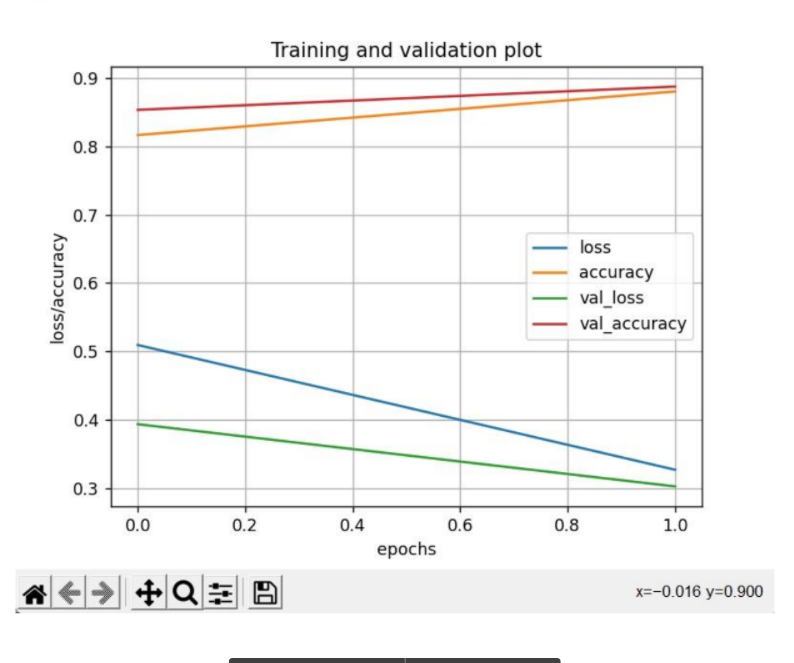 Training and validation plot
0.9
0.8
0.7
0.6
0.5
0.4
0.3
loss/accuracy
loss
accuracy
val_loss
val_accuracy
0.0 0.2 0.4 0.6 0.8 1.0
epochs
x=−0.016 y=0.900